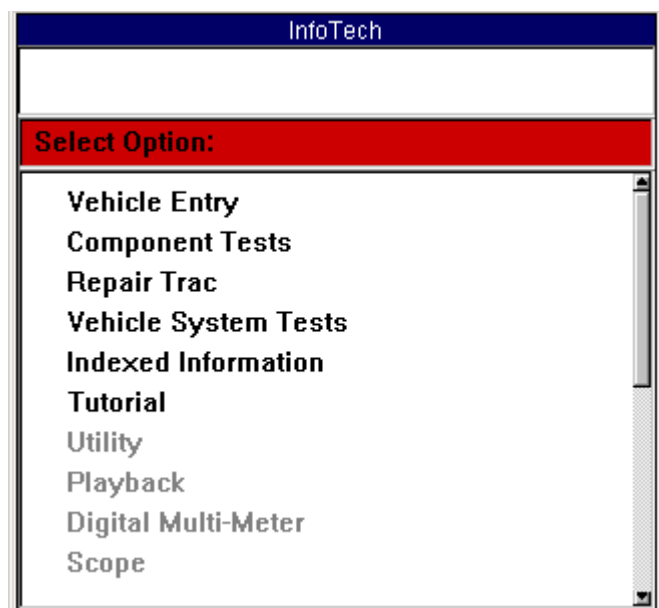 InfoTech
Select Option:
Vehicle Entry
Component Tests
Repair Trac
Vehicle System Tests
Indexed Information
Tutorial
Utility
Playback
Digital Multi-Meter
Scope